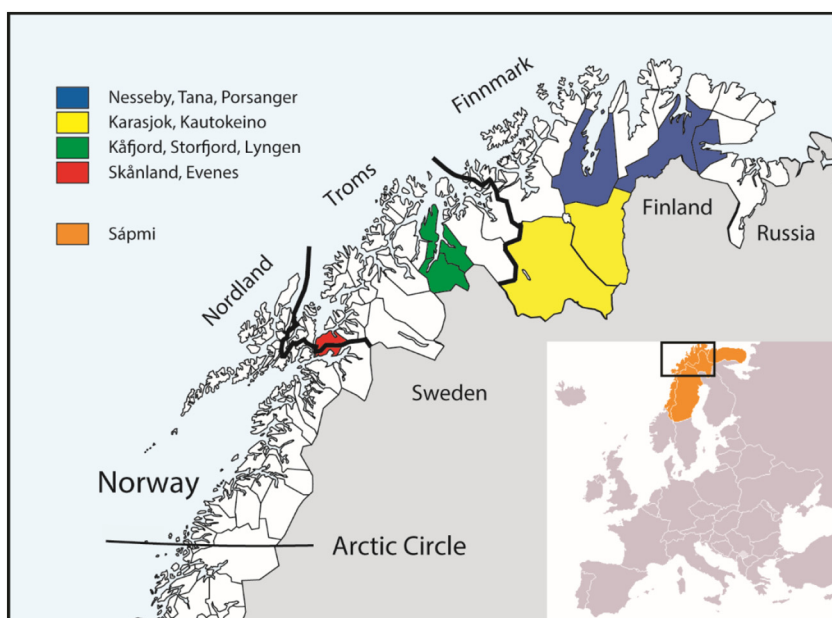 Nesseby, Tana, Porsanger
Karasjok, Kautokeino
Kåfjord, Storfjord, Lyngen
Skånland, Evenes
Sápmi
Finnmark
Troms
Nordland
Finland
Russia
Sweden
Norway
Arctic Circle